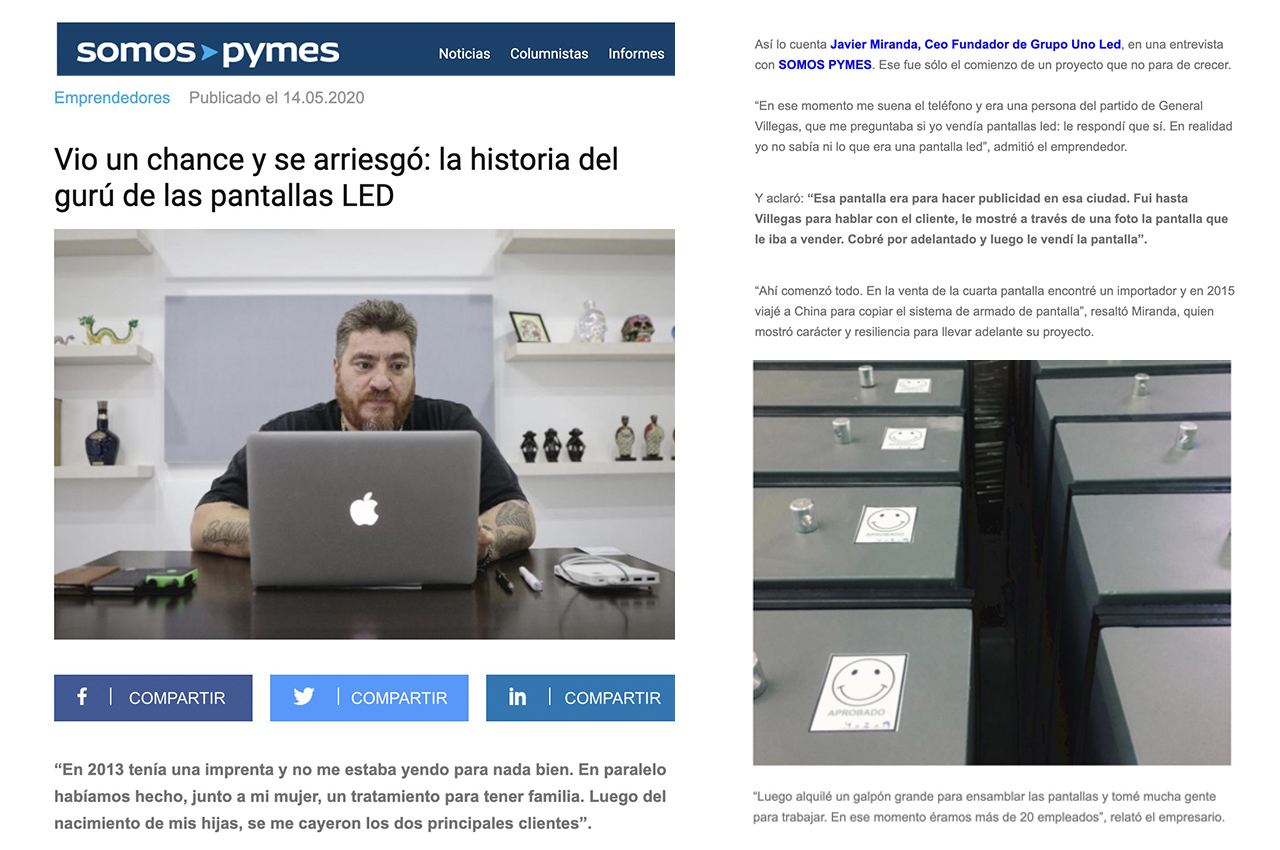 somos pymes
Noticias Columnistas Informes
Emprendedores Publicado el 14.05.2020
Vio un chance y se arriesgó: la historia del
gurú de las pantallas LED
COMPARTIR
COMPARTIR
COMPARTIR
“En 2013 tenía una imprenta y no me estaba yendo para nada bien. En paralelo
habíamos hecho, junto a mi mujer, un tratamiento para tener familia. Luego del
nacimiento de mis hijas, se me cayeron los dos principales clientes”.
Así lo cuenta Javier Miranda, Ceo Fundador de Grupo Uno Led, en una entrevista
con SOMOS PYMES. Ese fue sólo el comienzo de un proyecto que no para de crecer.
“En ese momento me suena el teléfono y era una persona del partido de General
Villegas, que me preguntaba si yo vendía pantallas led: le respondí que sí. En realidad
yo no sabía ni lo que era una pantalla led”, admitió el emprendedor.
Y aclaró: “Esa pantalla era para hacer publicidad en esa ciudad. Fui hasta
Villegas para hablar con el cliente, le mostré a través de una foto la pantalla que
le iba a vender. Cobré por adelantado y luego le vendí la pantalla”.
“Ahí comenzó todo. En la venta de la cuarta pantalla encontré un importador y en 2015
viajé a China para copiar el sistema de armado de pantalla”, resaltó Miranda, quien
mostró carácter y resiliencia para llevar adelante su proyecto.
APROBADO
APROBADO
“Luego alquilé un galpón grande para ensamblar las pantallas y tomé mucha gente
para trabajar. En ese momento éramos más de 20 empleados”, relató el empresario.